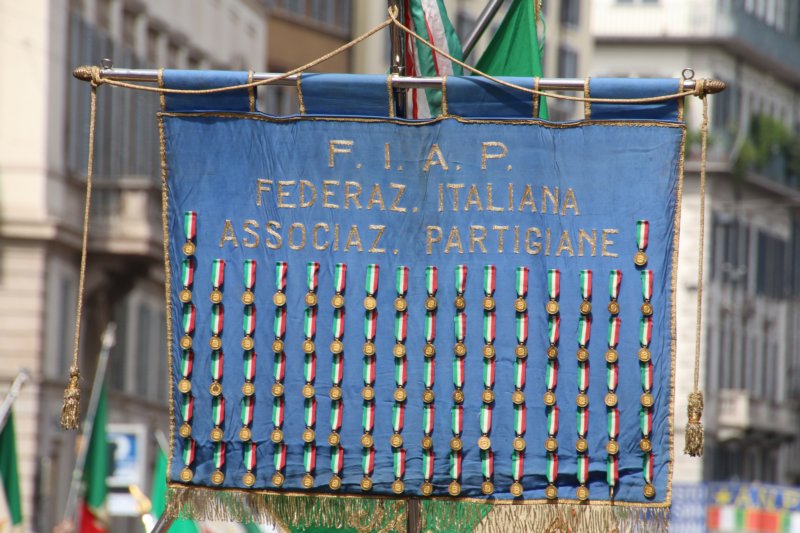 F. I. A. P.
FEDERAZ. ITALIANA
ASSOCIAZ. PARTIGIANE